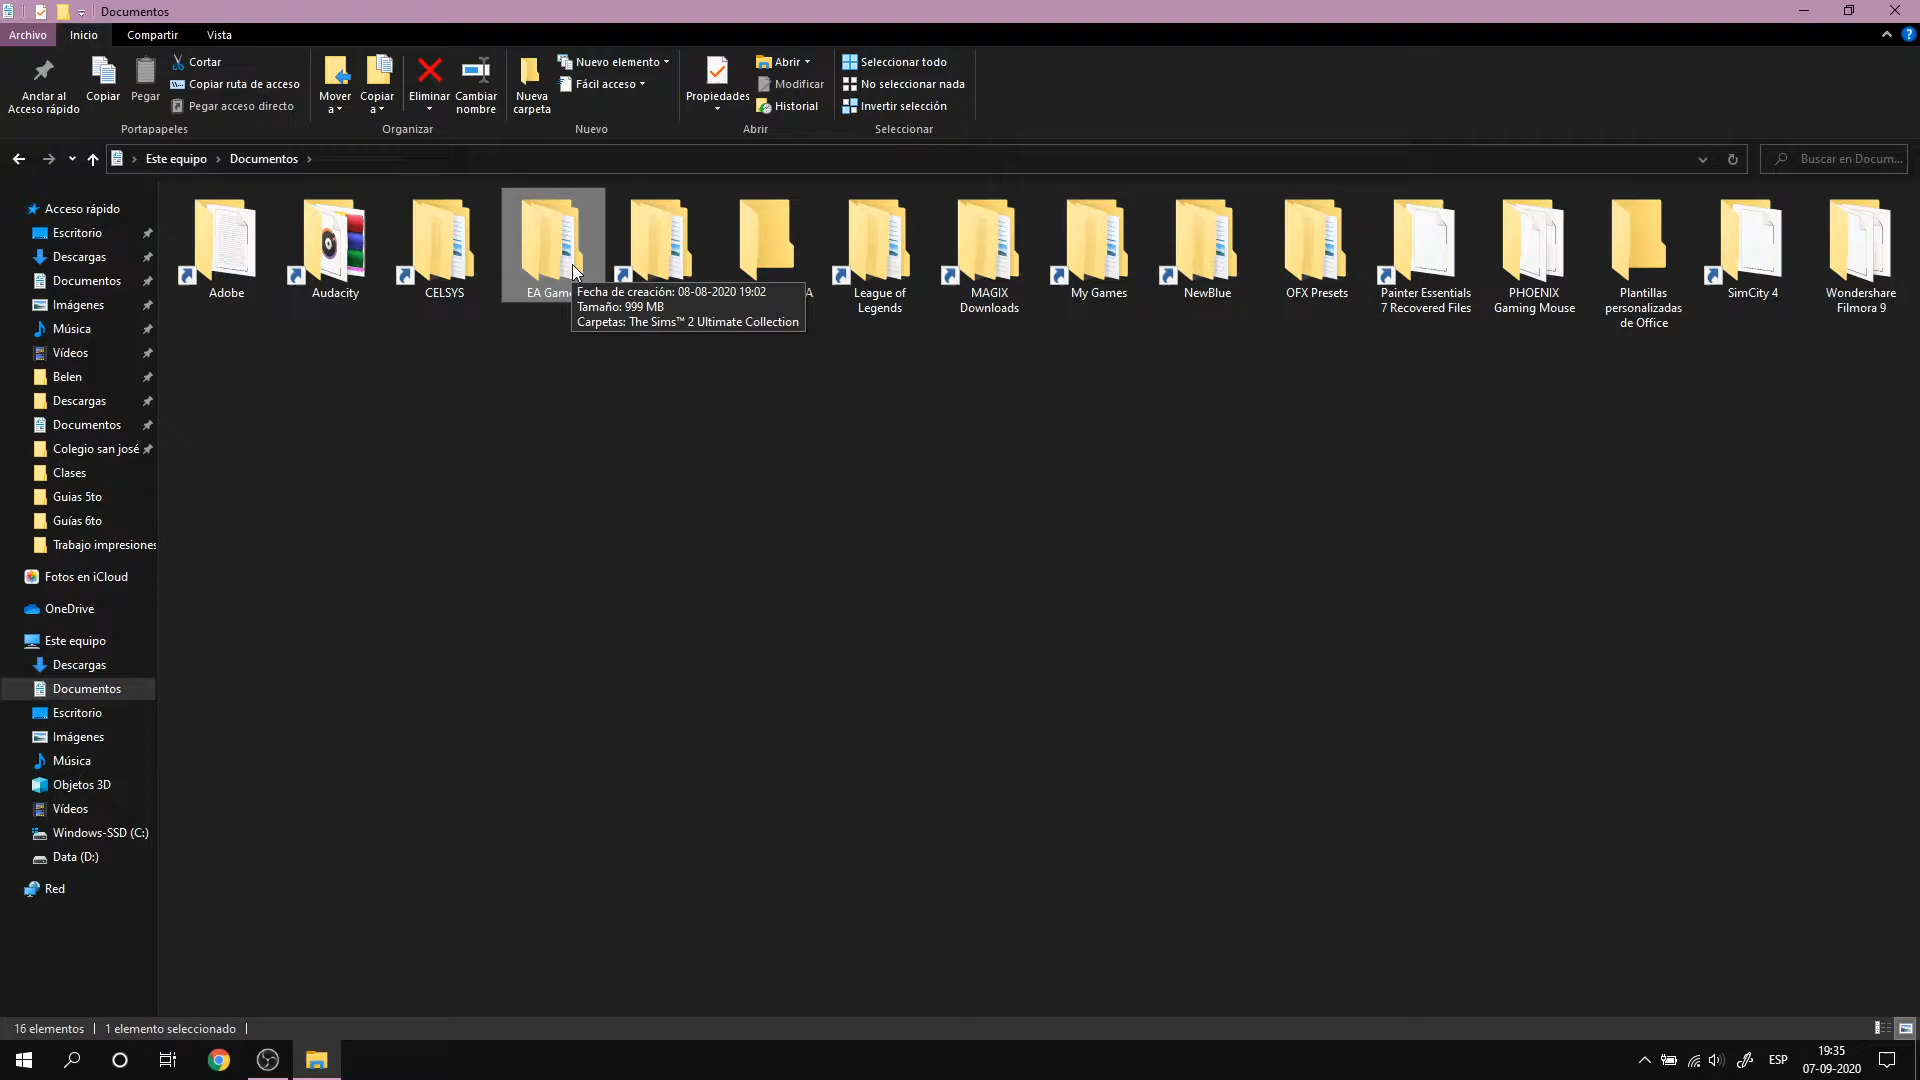 Documentos
Archivo
Inicio
Compartir
Vista
Anclar al
Acceso rápido
Copiar
Pegar
Cortar
Copiar ruta de acceso
Pegar acceso directo
Portapapeles
Mover
a
Copiar
a
Eliminar
Cambiar
nombre
Organizar
Nueva
carpeta
Nuevo elemento
Fácil acceso
Nuevo
Propiedades
Abrir
Modificar
Historial
Abrir
Seleccionar todo
No seleccionar nada
Invertir selección
Seleccionar
Este equipo
Documentos
Buscar en Docum...
Acceso rápido
Escritorio
Descargas
Documentos
Imágenes
Música
Vídeos
Belen
Descargas
Documentos
Colegio san josé
Clases
Guias 5to
Guías 6to
Trabajo impresiones
Fotos en iCloud
OneDrive
Este equipo
Descargas
Documentos
Escritorio
Imágenes
Música
Objetos 3D
Vídeos
Windows-SSD (C:)
Data (D:)
Red
Adobe
Audacity
CELSYS
EA Game
Fecha de creación: 08-08-2020 19:02
Tamaño: 999 MB
Carpetas: The Sims™ 2 Ultimate Collection
A
League of
Legends
MAGIX
Downloads
My Games
NewBlue
OFX Presets
Painter Essentials
7 Recovered Files
PHOENIX
Gaming Mouse
Plantillas
personalizadas
de Office
SimCity 4
Wondershare
Filmora 9
16 elementos
1 elemento seleccionado
ESP
19:35
07-09-2020